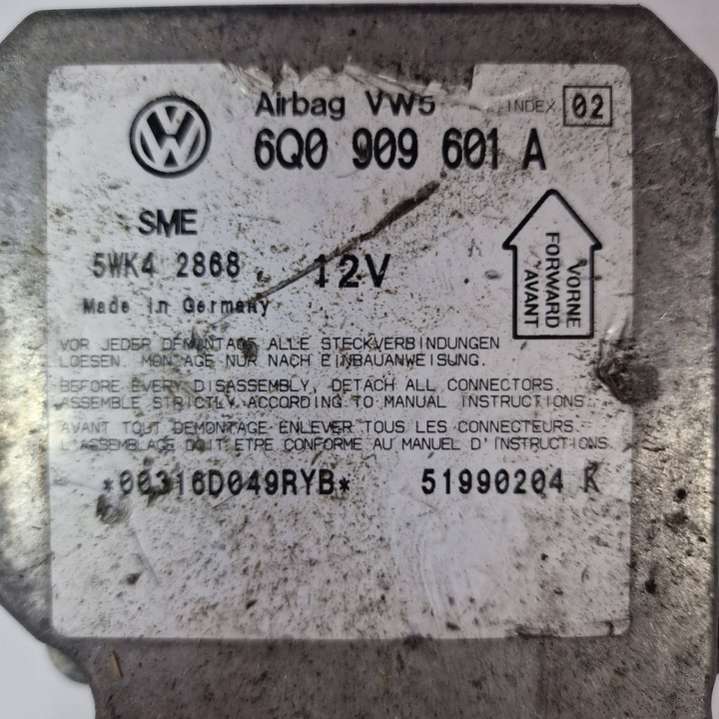 Airbag VW5 INDEX 02
6Q0 909 601 A
SME
5WK4 2868 12V
Made in Germany
VORNE
FORWARD
AVANT
VOR JEDER DEMONTAGE ALLE STECKVERBINDUNGEN
LOESEN. MONTAGE NUR NACH EINBAUANWEISUNG.
BEFORE EVERY DISASSEMBLY, DETACH ALL CONNECTORS.
ASSEMBLE STRICTLY ACCORDING TO MANUAL INSTRUCTIONS.
AVANT TOUT DEMONTAGE ENLEVER TOUS LES CONNECTEURS.
L'ASSEMBLAGE DOIT ETPE CONFORME AU MANUEL D'INSTRUCTIONS.
*00316D049RYB* 51990204 K